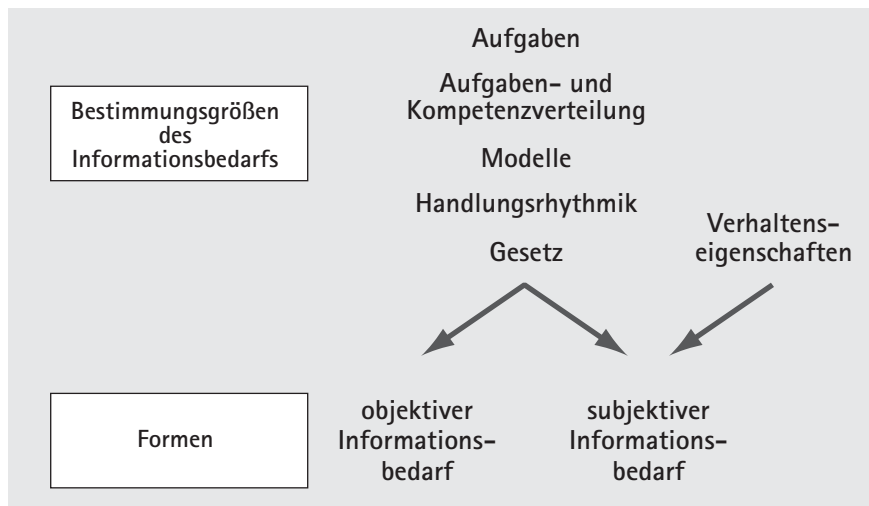 Aufgaben
Aufgaben- und
Kompetenzverteilung
Bestimmungsgrößen
des
Informationsbedarfs
Modelle
Handlungsrhythmik
Gesetz
Verhaltens-
eigenschaften
Formen
objektiver
Informations-
bedarf
subjektiver
Informations-
bedarf